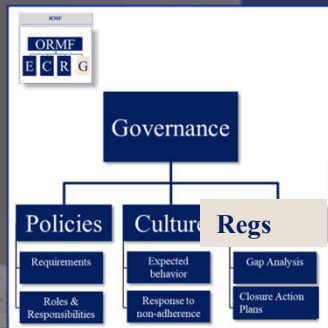 RMF
ORMF
E C R G
Governance
Policies Culture Regs
Requirements Expected behavior Gap Analysis
Roles & Responsibilities Response to non-adherence Closure Action Plans